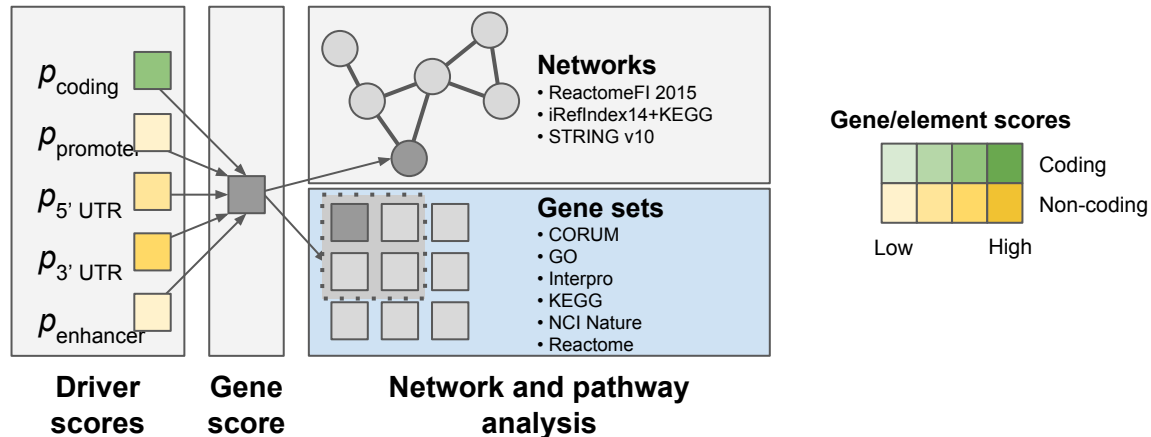 p coding
p promoter
p 5’ UTR
p 3’ UTR
p enhancer
Networks
• ReactomeFI 2015
• iRefIndex14+KEGG
• STRING v10
Gene sets
• CORUM
• GO
• Interpro
• KEGG
• NCI Nature
• Reactome
Driver
scores
Gene
score
Network and pathway
analysis
Gene/element scores
Coding
Non-coding
Low High